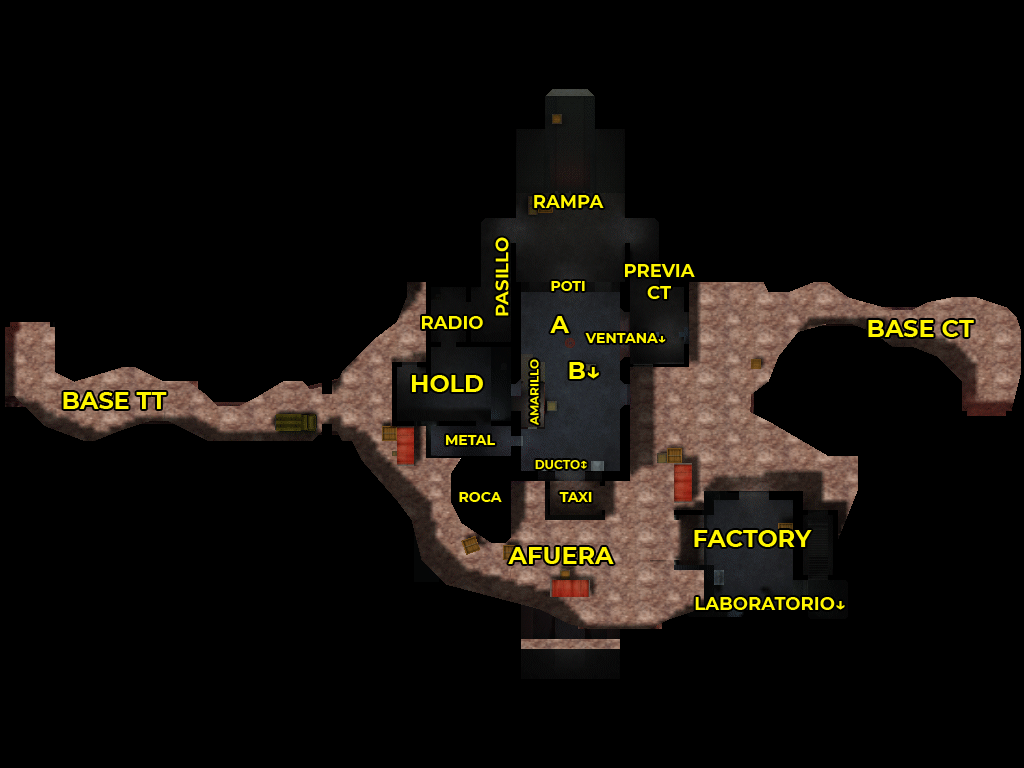 RAMPA
PASILLO
PREVIA
CT
POTI
RADIO
A
VENTANA↓
BASE CT
HOLD
B↓
AMARILLO
BASE TT
METAL
DUCTO↕
ROCA
TAXI
AFUERA
FACTORY
LABORATORIO↓